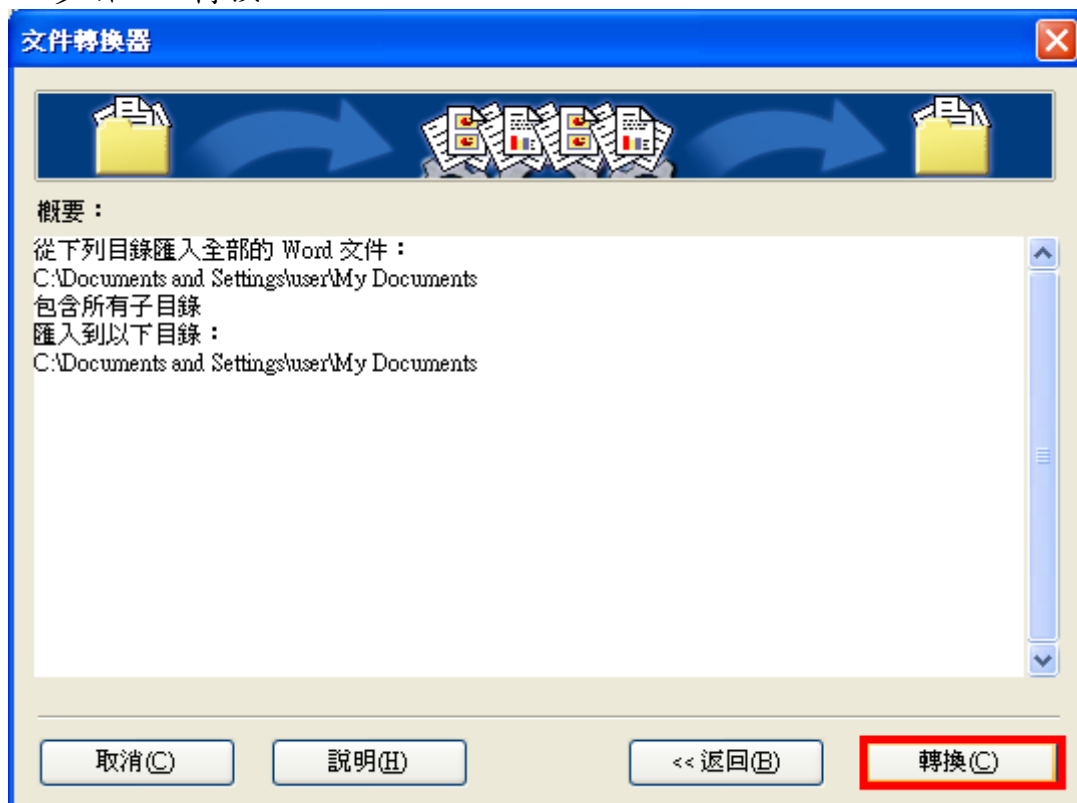 文件轉換器
概要：
從下列目錄匯入全部的 Word 文件：
C:\Documents and Settings\user\My Documents
包含所有子目錄
匯入到以下目錄：
C:\Documents and Settings\user\My Documents
取消(C) 說明(H) << 返回(B) 轉換(C)